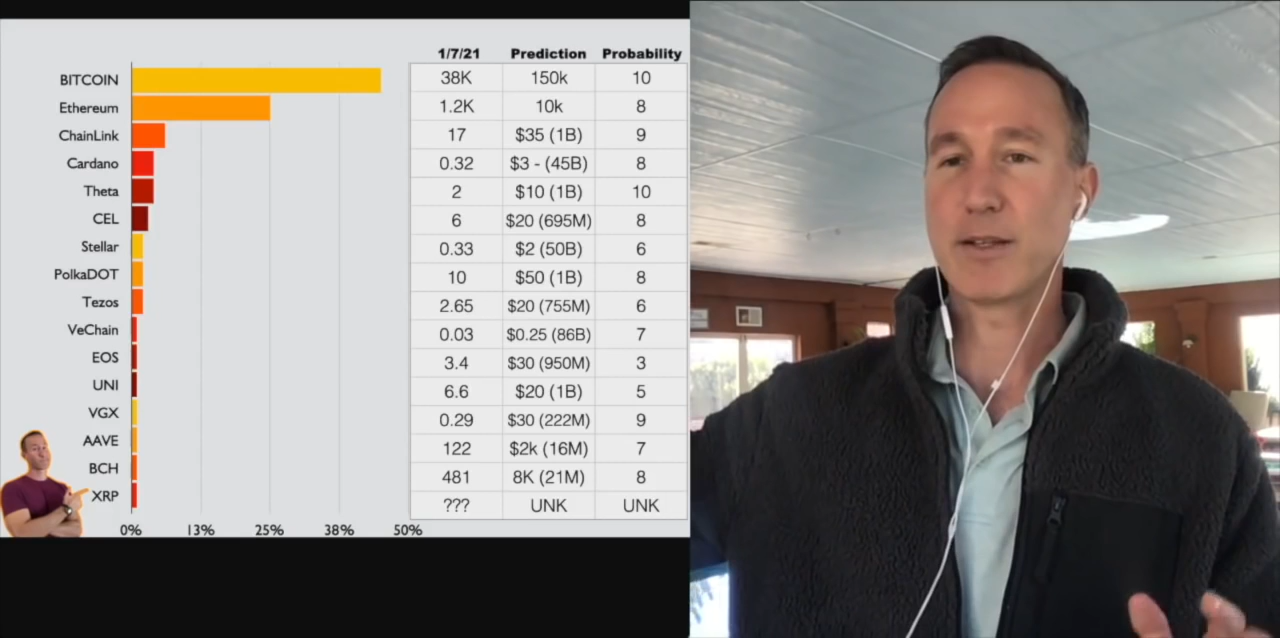 1/7/21 Prediction Probability
BITCOIN 38K 150k 10
Ethereum 1.2K 10k 8
ChainLink 17 $35 (1B) 9
Cardano 0.32 $3 - (45B) 8
Theta 2 $10 (1B) 10
CEL 6 $20 (695M) 8
Stellar 0.33 $2 (50B) 6
PolkaDOT 10 $50 (1B) 8
Tezos 2.65 $20 (755M) 6
VeChain 0.03 $0.25 (86B) 7
EOS 3.4 $30 (950M) 3
UNI 6.6 $20 (1B) 5
VGX 0.29 $30 (222M) 9
AAVE 122 $2k (16M) 7
BCH 481 8K (21M) 8
XRP ??? UNK UNK
0% 13% 25% 38% 50%